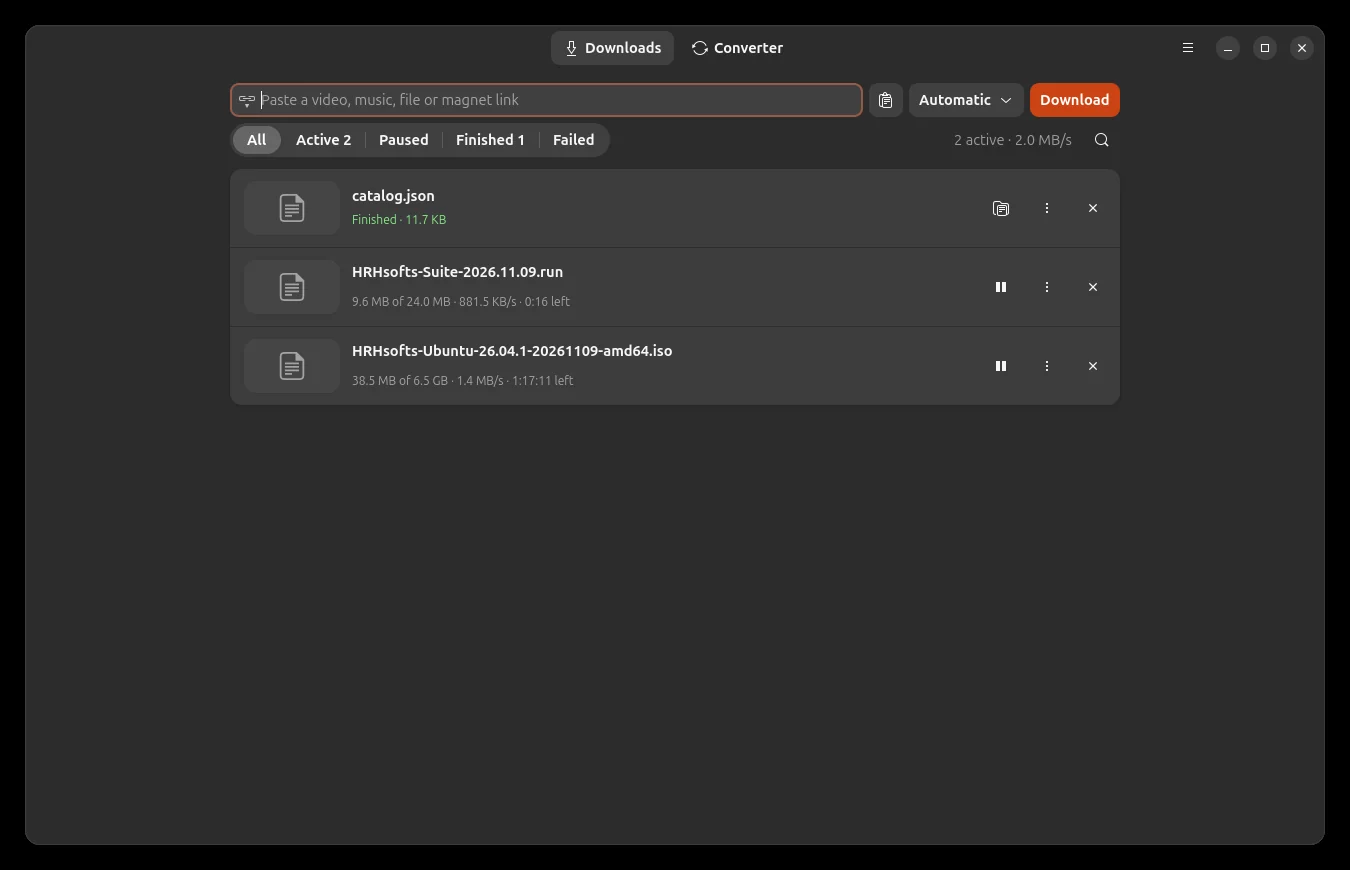 Downloads
Converter
Paste a video, music, file or magnet link
Automatic
Download
All
Active 2
Paused
Finished 1
Failed
2 active · 2.0 MB/s
catalog.json
Finished · 11.7 KB
HRHsofts-Suite-2026.11.09.run
9.6 MB of 24.0 MB · 881.5 KB/s · 0:16 left
HRHsofts-Ubuntu-26.04.1-20261109-amd64.iso
38.5 MB of 6.5 GB · 1.4 MB/s · 1:17:11 left